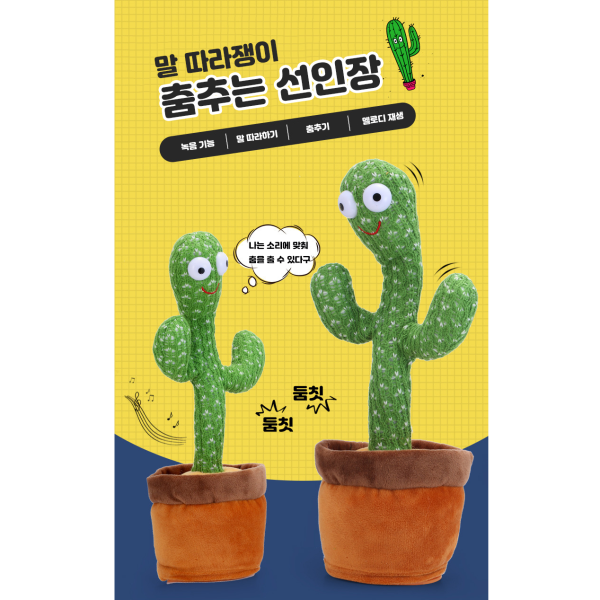 말 따라쟁이
춤추는 선인장
녹음 기능 | 말 따라하기 | 춤추기 | 멜로디 재생
나는 소리에 맞춰
춤을 출 수 있다구
둠칫
둠칫